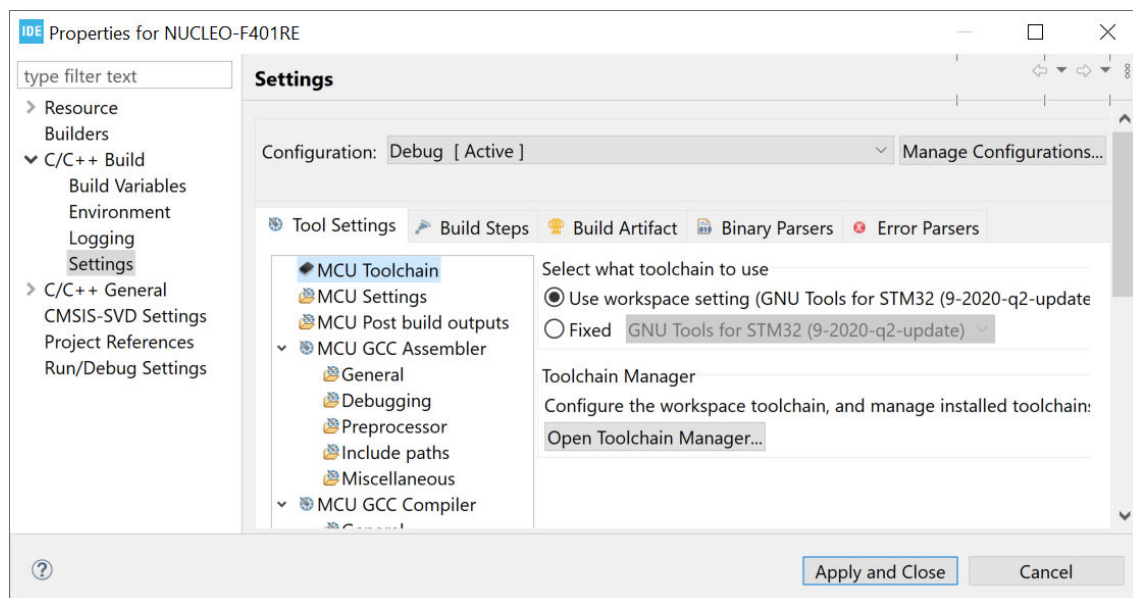 IDE Properties for NUCLEO-F401RE
type filter text
Resource
Builders
C/C++ Build
Build Variables
Environment
Logging
Settings
C/C++ General
CMSIS-SVD Settings
Project References
Run/Debug Settings
Settings
Configuration: Debug [ Active ]
Manage Configurations...
Tool Settings
Build Steps
Build Artifact
Binary Parsers
Error Parsers
MCU Toolchain
MCU Settings
MCU Post build outputs
MCU GCC Assembler
General
Debugging
Preprocessor
Include paths
Miscellaneous
MCU GCC Compiler
Select what toolchain to use
Use workspace setting (GNU Tools for STM32 (9-2020-q2-update
Fixed GNU Tools for STM32 (9-2020-q2-update)
Toolchain Manager
Configure the workspace toolchain, and manage installed toolchain
Open Toolchain Manager...
Apply and Close
Cancel